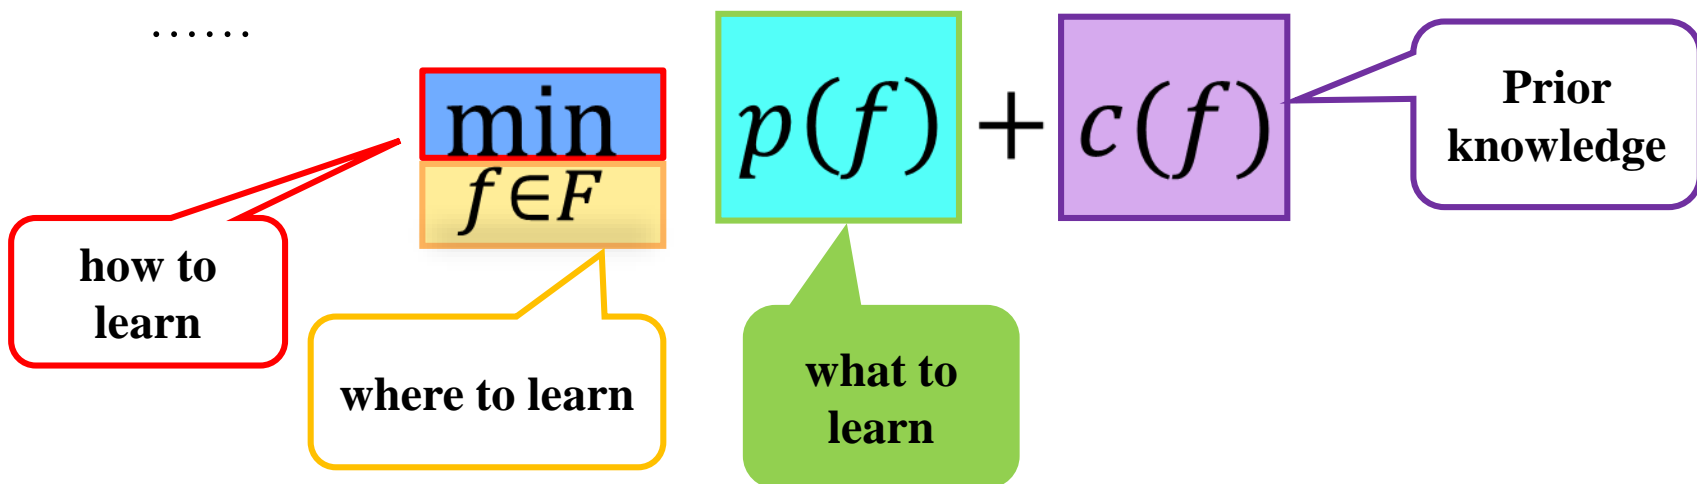 ......
min p(f) + c(f)
f∈F
Prior
knowledge
how to
learn
where to learn
what to
learn